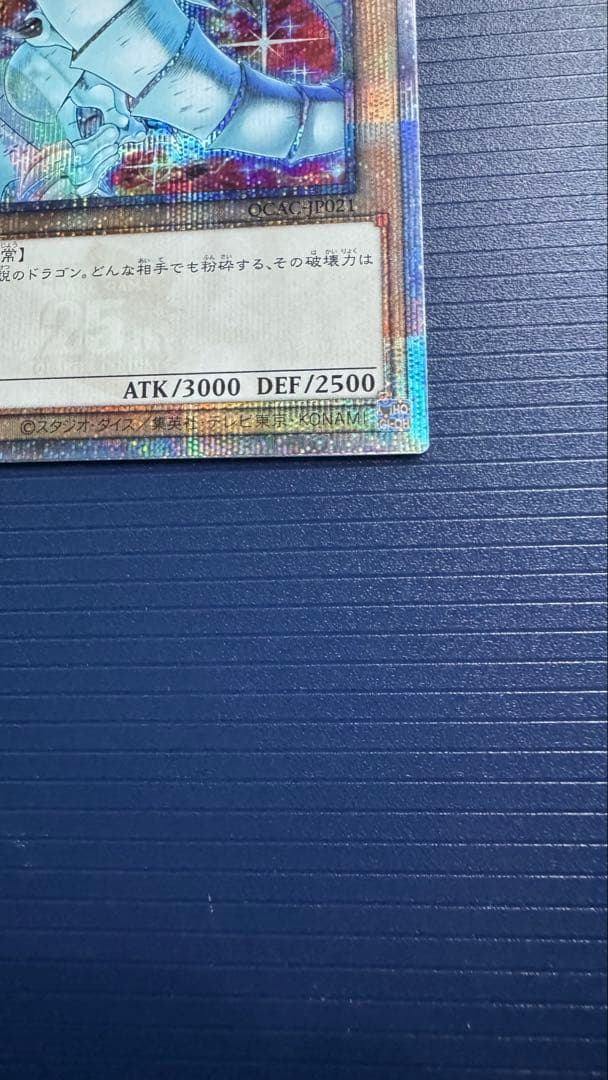 QCAC-JP021
常】
説のドラゴン。どんな相手でも粉砕する、その破壊力は
25
ATK/3000 DEF/2500
©スタジオ・ダイス/集英社・テレビ東京・KONAMI